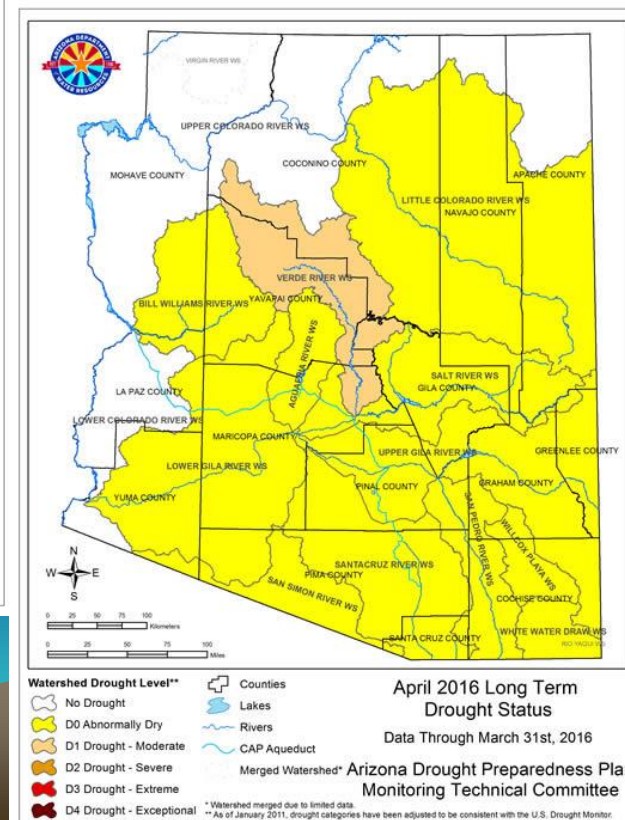 ARIZONA DEPARTMENT
WATER RESOURCES
VIRGIN RIVER WS
UPPER COLORADO RIVER WS
COCONINO COUNTY
MOHAVE COUNTY
APACHE COUNTY
LITTLE COLORADO RIVER WS
NAVAJO COUNTY
VERDE RIVER WS
YAVAPAI COUNTY
BILL WILLIAMS RIVER WS
AGUA FRIA RIVER WS
SALT RIVER WS
GILA COUNTY
LA PAZ COUNTY
LOWER COLORADO RIVER WS
MARICOPA COUNTY
UPPER GILA RIVER WS
GREENLEE COUNTY
LOWER GILA RIVER WS
PINAL COUNTY
GRAHAM COUNTY
YUMA COUNTY
SAN PEDRO RIVER WS
WILLCOX PLAYA WS
SANTACRUZ RIVER WS
PIMA COUNTY
SAN SIMON RIVER WS
COCHISE COUNTY
SANTA CRUZ COUNTY
WHITE WATER DRAW WS
RIO YAQUI WS
N
W E
S
0 25 50 75 100
Kilometers
0 25 50 75 100
Miles
Watershed Drought Level**
No Drought
D0 Abnormally Dry
D1 Drought - Moderate
D2 Drought - Severe
D3 Drought - Extreme
D4 Drought - Exceptional
Counties
Lakes
Rivers
CAP Aqueduct
Merged Watershed*
April 2016 Long Term
Drought Status
Data Through March 31st, 2016
Arizona Drought Preparedness Pla
Monitoring Technical Committee
* Watershed merged due to limited data.
** As of January 2011, drought categories have been adjusted to be consistent with the U.S. Drought Monitor.